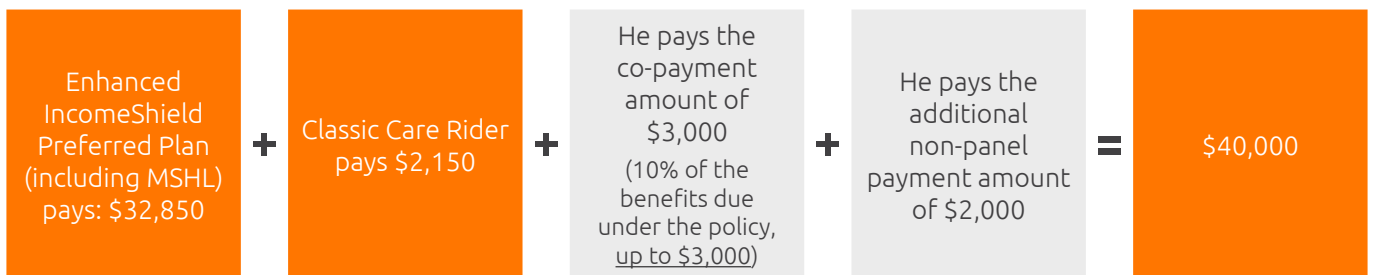 Enhanced
IncomeShield
Preferred Plan
(including MSHL)
pays: $32,850
+
Classic Care Rider
pays $2,150
+
He pays the
co-payment
amount of
$3,000
(10% of the
benefits due
under the policy,
up to $3,000)
+
He pays the
additional
non-panel
payment amount
of $2,000
=
$40,000